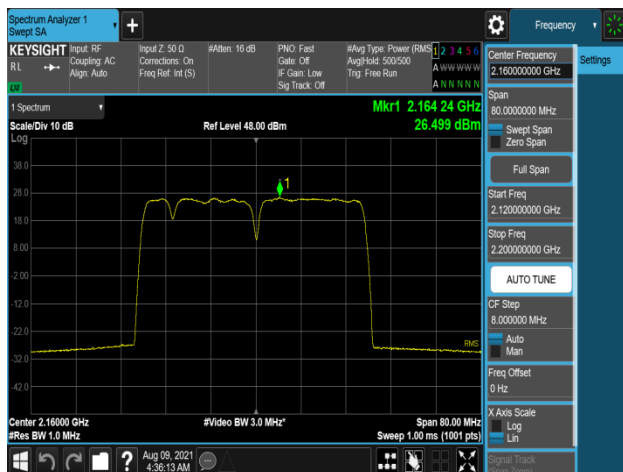 Spectrum Analyzer 1
Swept SA
Frequency
KEYSIGHT
RL
Input: RF
Coupling: AC
Align: Auto
Input Z: 50 Ω
Corrections: On
Freq Ref: Int (S)
#Atten: 16 dB
PNO: Fast
Gate: Off
IF Gain: Low
Sig Track: Off
#Avg Type: Power (RMS)
Avg|Hold: 500/500
Trig: Free Run
1 2 3 4 5 6
A W W W W W
A N N N N N
LXI
1 Spectrum
Scale/Div 10 dB
Log
Ref Level 48.00 dBm
Mkr1 2.164 24 GHz
26.499 dBm
38.0
28.0
18.0
8.00
-2.00
-12.0
-22.0
-32.0
-42.0
1
RMS
Center 2.16000 GHz
#Res BW 1.0 MHz
#Video BW 3.0 MHz*
Span 80.00 MHz
Sweep 1.00 ms (1001 pts)
Aug 09, 2021
4:36:13 AM
Center Frequency
2.160000000 GHz
Settings
Span
80.0000000 MHz
Swept Span
Zero Span
Full Span
Start Freq
2.120000000 GHz
Stop Freq
2.200000000 GHz
AUTO TUNE
CF Step
8.000000 MHz
Auto
Man
Freq Offset
0 Hz
X Axis Scale
Log
Lin
Signal Track
(Span Zoom)